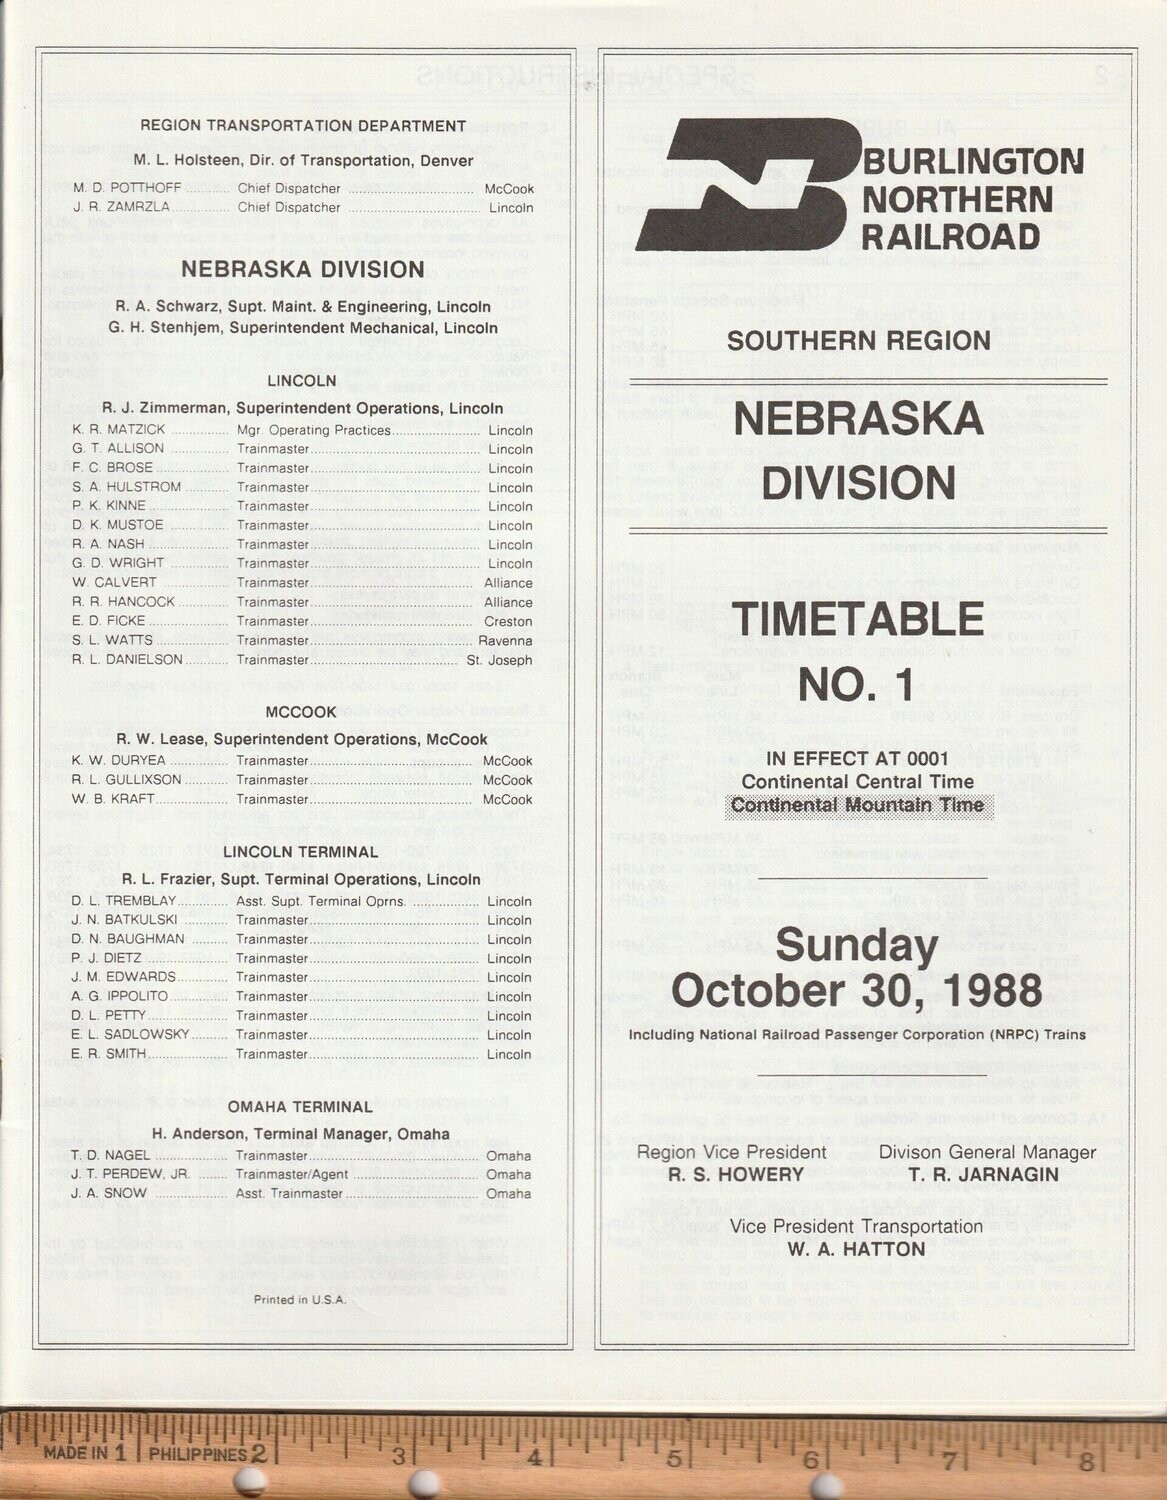 REGION TRANSPORTATION DEPARTMENT
M. L. Holsteen, Dir. of Transportation, Denver
M. D. POTTHOFF .......... Chief Dispatcher .......... McCook
J. R. ZAMRZLA .......... Chief Dispatcher .......... Lincoln
NEBRASKA DIVISION
R. A. Schwarz, Supt. Maint. & Engineering, Lincoln
G. H. Stenhjem, Superintendent Mechanical, Lincoln
LINCOLN
R. J. Zimmerman, Superintendent Operations, Lincoln
K. R. MATZICK .......... Mgr. Operating Practices .......... Lincoln
G. T. ALLISON .......... Trainmaster .......... Lincoln
F. C. BROSE .......... Trainmaster .......... Lincoln
S. A. HULSTROM .......... Trainmaster .......... Lincoln
P. K. KINNE .......... Trainmaster .......... Lincoln
D. K. MUSTOE .......... Trainmaster .......... Lincoln
R. A. NASH .......... Trainmaster .......... Lincoln
G. D. WRIGHT .......... Trainmaster .......... Lincoln
W. CALVERT .......... Trainmaster .......... Alliance
R. R. HANCOCK .......... Trainmaster .......... Alliance
E. D. FICKE .......... Trainmaster .......... Creston
S. L. WATTS .......... Trainmaster .......... Ravenna
R. L. DANIELSON .......... Trainmaster .......... St. Joseph
MCCOOK
R. W. Lease, Superintendent Operations, McCook
K. W. DURYEA .......... Trainmaster .......... McCook
R. L. GULLIXSON .......... Trainmaster .......... McCook
W. B. KRAFT .......... Trainmaster .......... McCook
LINCOLN TERMINAL
R. L. Frazier, Supt. Terminal Operations, Lincoln
D. L. TREMBLAY .......... Asst. Supt. Terminal Oprns. .......... Lincoln
J. N. BATKULSKI .......... Trainmaster .......... Lincoln
D. N. BAUGHMAN .......... Trainmaster .......... Lincoln
P. J. DIETZ .......... Trainmaster .......... Lincoln
J. M. EDWARDS .......... Trainmaster .......... Lincoln
A. G. IPPOLITO .......... Trainmaster .......... Lincoln
D. L. PETTY .......... Trainmaster .......... Lincoln
E. L. SADLOWSKY .......... Trainmaster .......... Lincoln
E. R. SMITH .......... Trainmaster .......... Lincoln
OMAHA TERMINAL
H. Anderson, Terminal Manager, Omaha
T. D. NAGEL .......... Trainmaster .......... Omaha
J. T. PERDEW, JR. .......... Trainmaster/Agent .......... Omaha
J. A. SNOW .......... Asst. Trainmaster .......... Omaha
Printed in U.S.A.
BURLINGTON
NORTHERN
RAILROAD
SOUTHERN REGION
NEBRASKA
DIVISION
TIMETABLE
NO. 1
IN EFFECT AT 0001
Continental Central Time
Continental Mountain Time
Sunday
October 30, 1988
Including National Railroad Passenger Corporation (NRPC) Trains
Region Vice President
R. S. HOWERY
Divison General Manager
T. R. JARNAGIN
Vice President Transportation
W. A. HATTON
MADE IN 1 PHILIPPINES 2 3 4 5 6 7 8